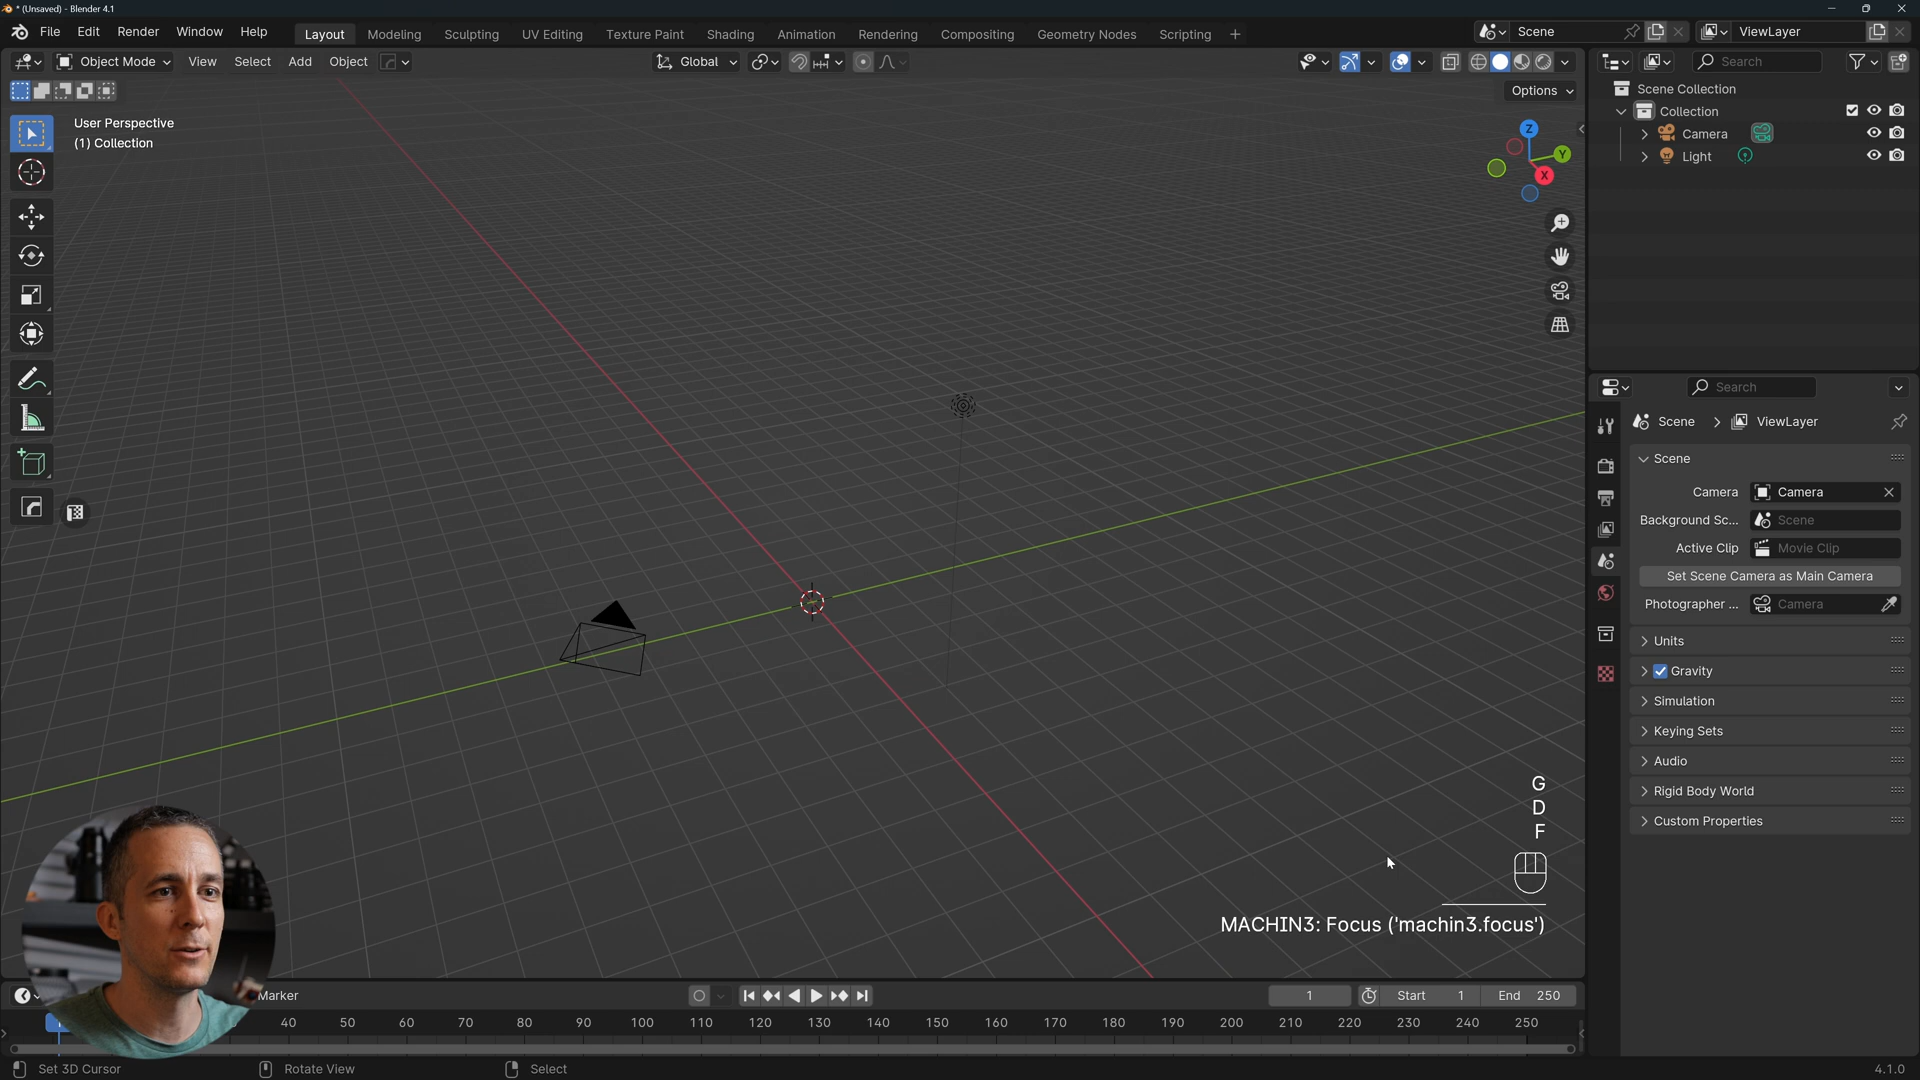 * (Unsaved) - Blender 4.1
File Edit Render Window Help
Layout Modeling Sculpting UV Editing Texture Paint Shading Animation Rendering Compositing Geometry Nodes Scripting +
Scene
ViewLayer
Object Mode View Select Add Object
Global
Options
User Perspective
(1) Collection
Z
Y
X
Search
Scene Collection
Collection
Camera
Light
Search
Scene > ViewLayer
Scene
Camera Camera
Background Sc... Scene
Active Clip Movie Clip
Set Scene Camera as Main Camera
Photographer ... Camera
Units
Gravity
Simulation
Keying Sets
Audio
Rigid Body World
Custom Properties
G
D
F
MACHIN3: Focus ('machin3.focus')
Marker
1 Start 1 End 250
40 50 60 70 80 90 100 110 120 130 140 150 160 170 180 190 200 210 220 230 240 250
Set 3D Cursor Rotate View Select
4.1.0